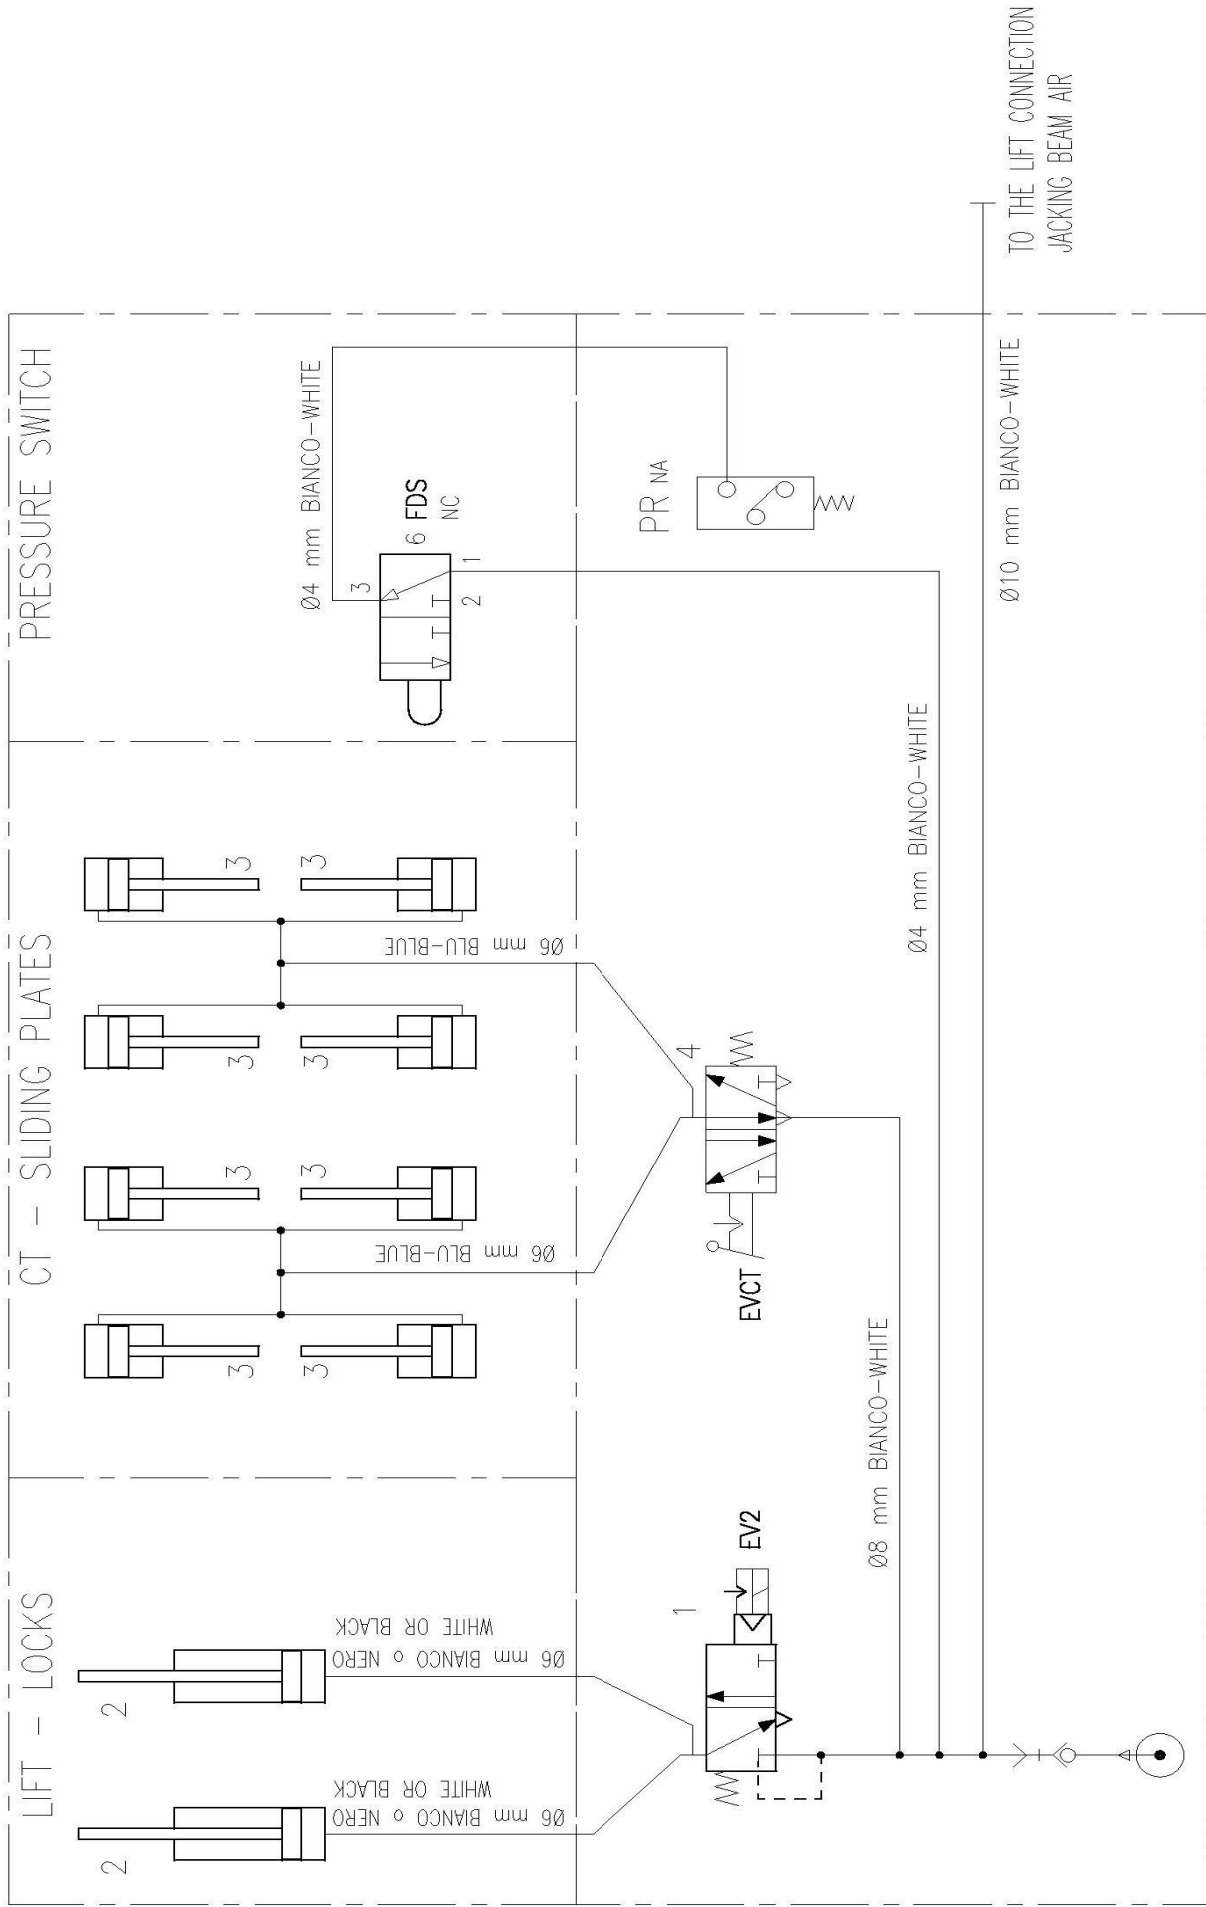 LIFT - LOCKS
CT - SLIDING PLATES
PRESSURE SWITCH
2
2
Ø6 mm BIANCO o NERO
WHITE OR BLACK
Ø6 mm BIANCO o NERO
WHITE OR BLACK
3
3
3
3
3
3
3
3
Ø6 mm BLU-BLUE
Ø6 mm BLU-BLUE
Ø4 mm BIANCO-WHITE
3
6 FDS
NC
2
1
1
EV2
EVCT
4
PR NA
Ø8 mm BIANCO-WHITE
Ø4 mm BIANCO-WHITE
Ø10 mm BIANCO-WHITE
TO THE LIFT CONNECTION
JACKING BEAM AIR